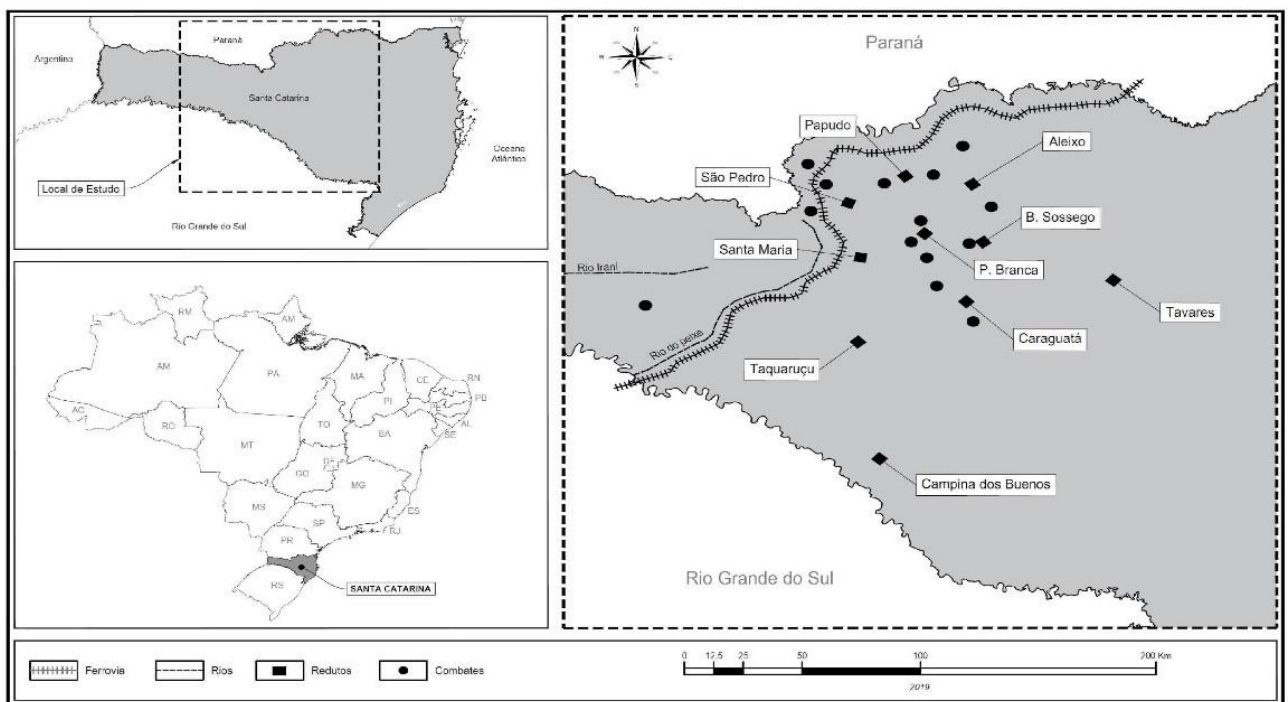 Paraná
Argentina
Santa Catarina
Oceano
Atlântico
Local de Estudo
Rio Grande do Sul
RM
AM
AM
PA
MA
CE
RN
PB
PE
PI
AL
SE
AC
RO
TO
BA
MT
DF
GO
MG
ES
MS
SP
RJ
PR
SANTA CATARINA
RS
N
S
Paraná
Papudo
Aleixo
São Pedro
B. Sossego
Santa Maria
P. Branca
Rio Irani
Tavares
Caraguatá
Rio do peixe
Taquaruçu
Campina dos Buenos
Rio Grande do Sul
Ferrovia
Rios
Redutos
Combates
0 12.5 25 50 100 200 Km
2019